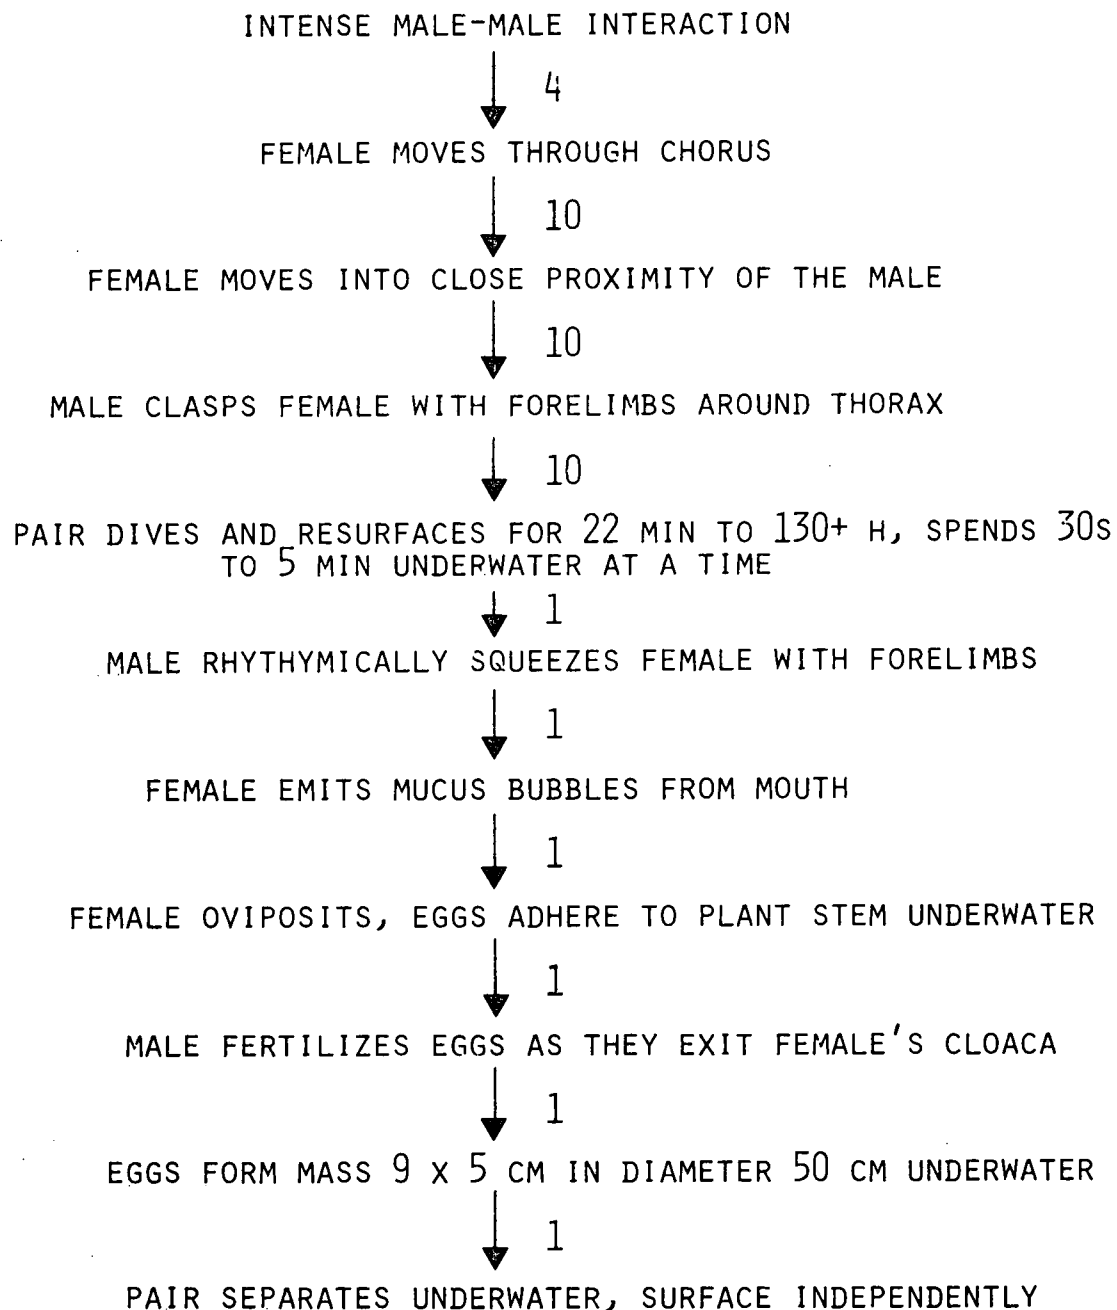 INTENSE MALE-MALE INTERACTION
4
FEMALE MOVES THROUGH CHORUS
10
FEMALE MOVES INTO CLOSE PROXIMITY OF THE MALE
10
MALE CLASPS FEMALE WITH FORELIMBS AROUND THORAX
10
PAIR DIVES AND RESURFACES FOR 22 MIN TO 130+ H, SPENDS 30S
TO 5 MIN UNDERWATER AT A TIME
1
MALE RHYTHYMICALLY SQUEEZES FEMALE WITH FORELIMBS
1
FEMALE EMITS MUCUS BUBBLES FROM MOUTH
1
FEMALE OVIPOSITS, EGGS ADHERE TO PLANT STEM UNDERWATER
1
MALE FERTILIZES EGGS AS THEY EXIT FEMALE'S CLOACA
1
EGGS FORM MASS 9 X 5 CM IN DIAMETER 50 CM UNDERWATER
1
PAIR SEPARATES UNDERWATER, SURFACE INDEPENDENTLY